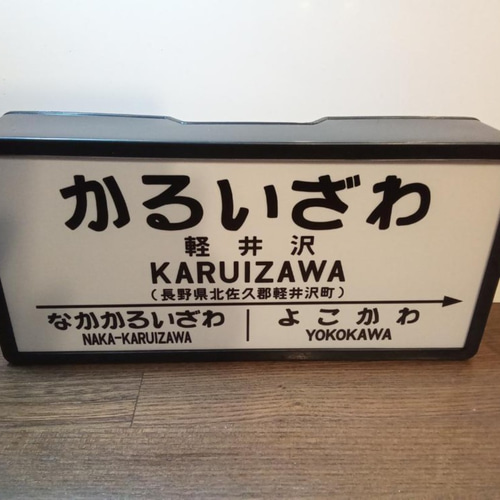 かるいざわ
軽井沢
KARUIZAWA
(長野県北佐久郡軽井沢町)
なかかるいざわ よこかわ
NAKA-KARUIZAWA YOKOKAWA